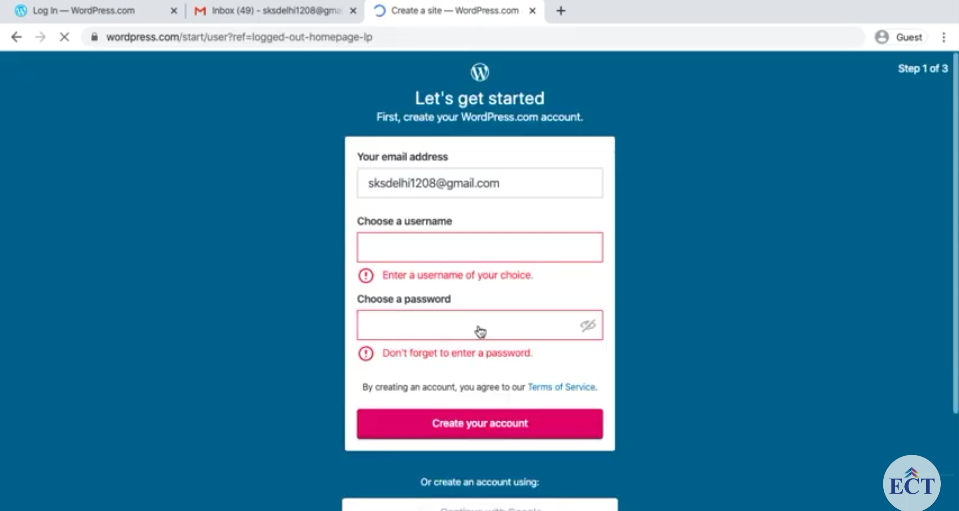 Log In — WordPress.com
Inbox (49) - sksdelhi1208@gma
Create a site — WordPress.com
wordpress.com/start/user?ref=logged-out-homepage-lp
Guest
Step 1 of 3
Let's get started
First, create your WordPress.com account.
Your email address
sksdelhi1208@gmail.com
Choose a username
Enter a username of your choice.
Choose a password
Don't forget to enter a password.
By creating an account, you agree to our Terms of Service.
Create your account
ECT
Or create an account using:
Continue with Google